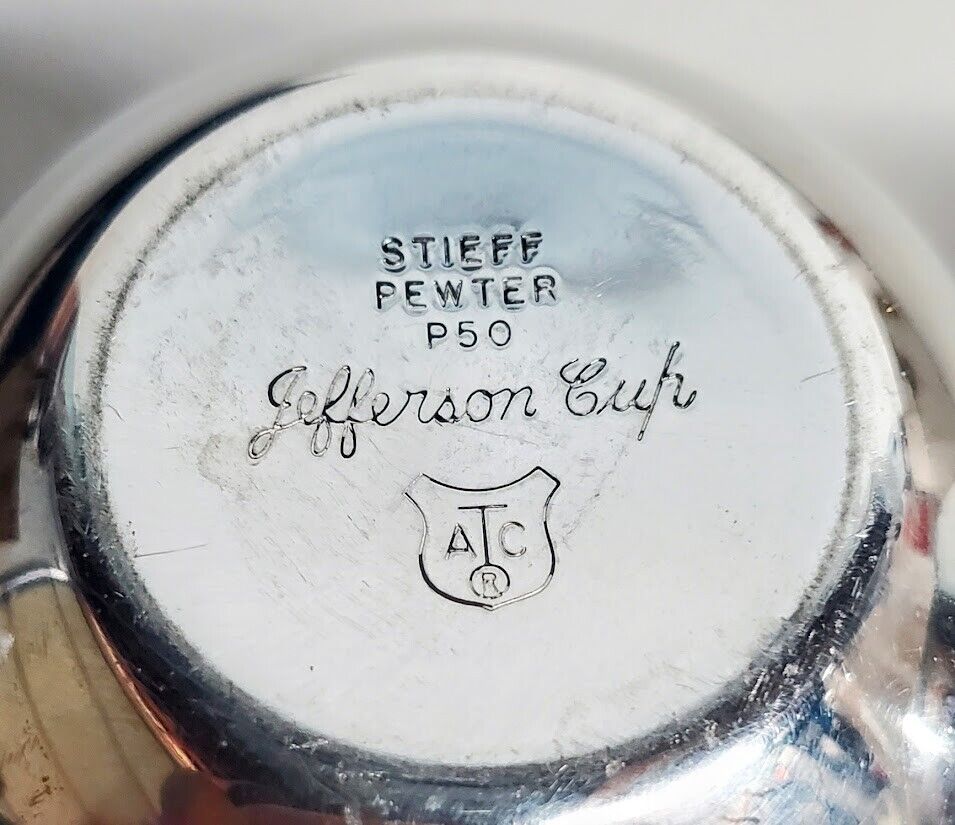 STIEFF
PEWTER
P50
Jefferson Cup
ATC
®